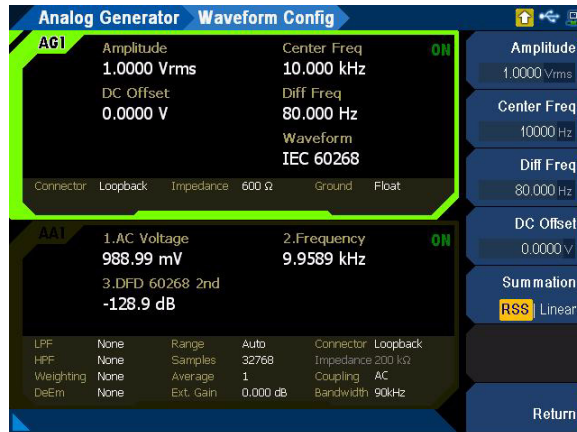 Analog Generator Waveform Config
AG1
Amplitude Center Freq ON
1.0000 Vrms 10.000 kHz
DC Offset Diff Freq
0.0000 V 80.000 Hz
Waveform
IEC 60268
Connector Loopback Impedance 600 Ω Ground Float
AA1
1.AC Voltage 2.Frequency ON
988.99 mV 9.9589 kHz
3.DFD 60268 2nd
-128.9 dB
LPF None Range Auto Connector Loopback
HPF None Samples 32768 Impedance 200 kΩ
Weighting None Average 1 Coupling AC
DeEm None Ext. Gain 0.000 dB Bandwidth 90kHz
Amplitude
1.0000 Vrms
Center Freq
10000 Hz
Diff Freq
80.000 Hz
DC Offset
0.0000 V
Summation
RSS | Linear
Return